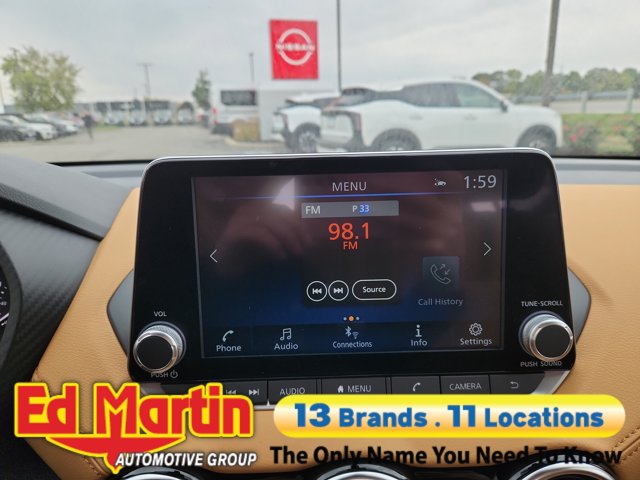 NISSAN
MENU
1:59
FM
P 33
98.1
FM
Source
Call History
Phone
Audio
Connections
Info
Settings
VOL
PUSH
TUNE-SCROLL
PUSH SOUND
AUDIO
MENU
CAMERA
Ed Martin
AUTOMOTIVE GROUP
13 Brands . 11 Locations
The Only Name You Need To Know